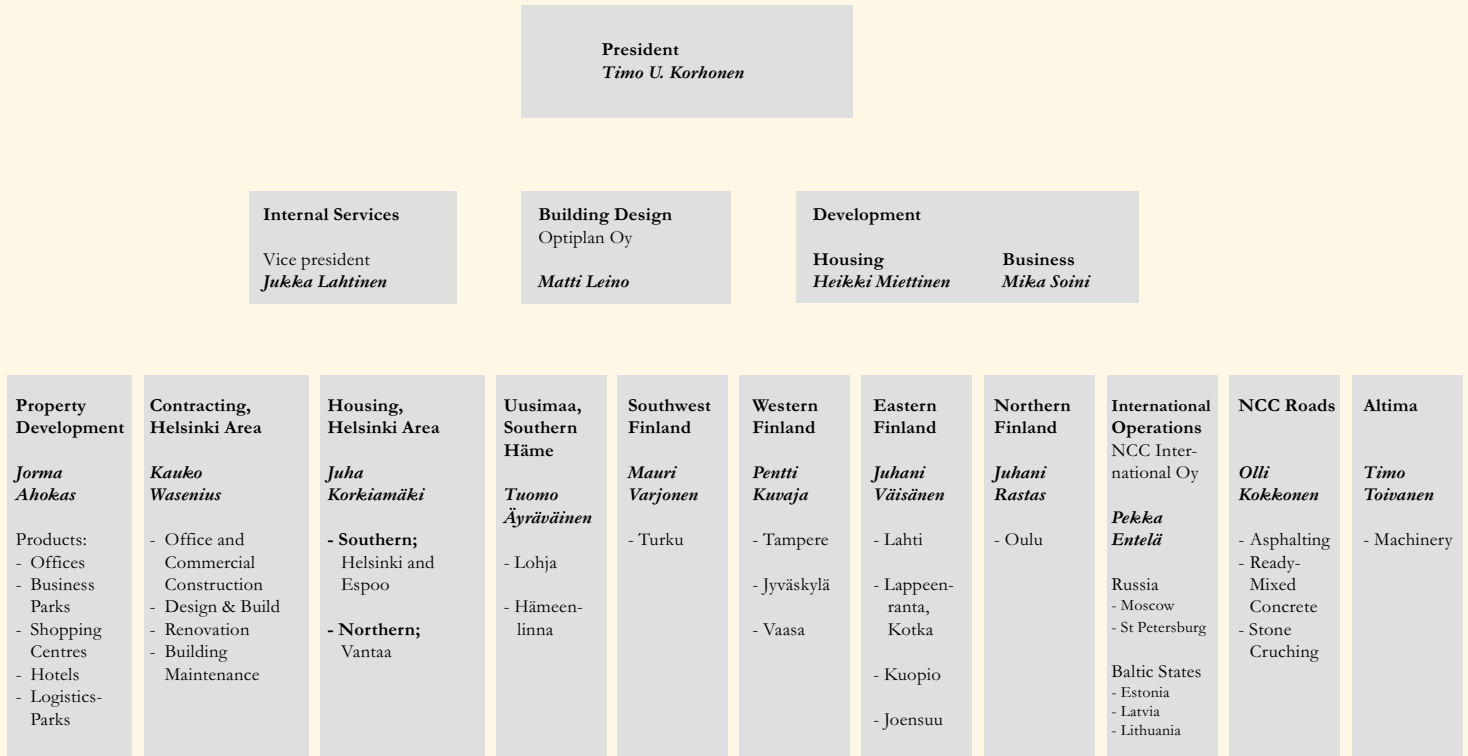 President
Timo U. Korhonen
Internal Services
Vice president
Jukka Lahtinen
Building Design
Optiplan Oy
Matti Leino
Development
Housing
Heikki Miettinen
Business
Mika Soini
Property
Development
Jorma
Ahokas
Products:
- Offices
- Business
Parks
- Shopping
Centres
- Hotels
- Logistics-
Parks
Contracting,
Helsinki Area
Kauko
Wasenius
- Office and
Commercial
Construction
- Design & Build
- Renovation
- Building
Maintenance
Housing,
Helsinki Area
Juha
Korkiamäki
- Southern;
Helsinki and
Espoo
- Northern;
Vantaa
Uusimaa,
Southern
Häme
Tuomo
Äyräväinen
- Lohja
- Hämeen-
linna
Southwest
Finland
Mauri
Varjonen
- Turku
Western
Finland
Pentti
Kuvaja
- Tampere
- Jyväskylä
- Vaasa
Eastern
Finland
Juhani
Väisänen
- Lahti
- Lappeen-
ranta,
Kotka
- Kuopio
- Joensuu
Northern
Finland
Juhani
Rastas
- Oulu
International
Operations
NCC Inter-
national Oy
Pekka
Entelä
Russia
- Moscow
- St Petersburg
Baltic States
- Estonia
- Latvia
- Lithuania
NCC Roads
Olli
Kokkonen
- Asphalting
- Ready-
Mixed
Concrete
- Stone
Cruching
Altima
Timo
Toivanen
- Machinery